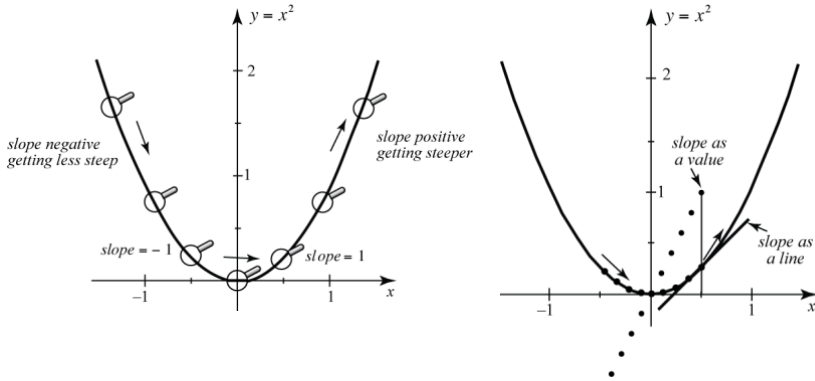 y = x²
2
slope negative
getting less steep
slope positive
getting steeper
1
slope = – 1
slope = 1
–1
1
x
y = x²
2
slope as
a value
1
slope as
a line
–1
1
x